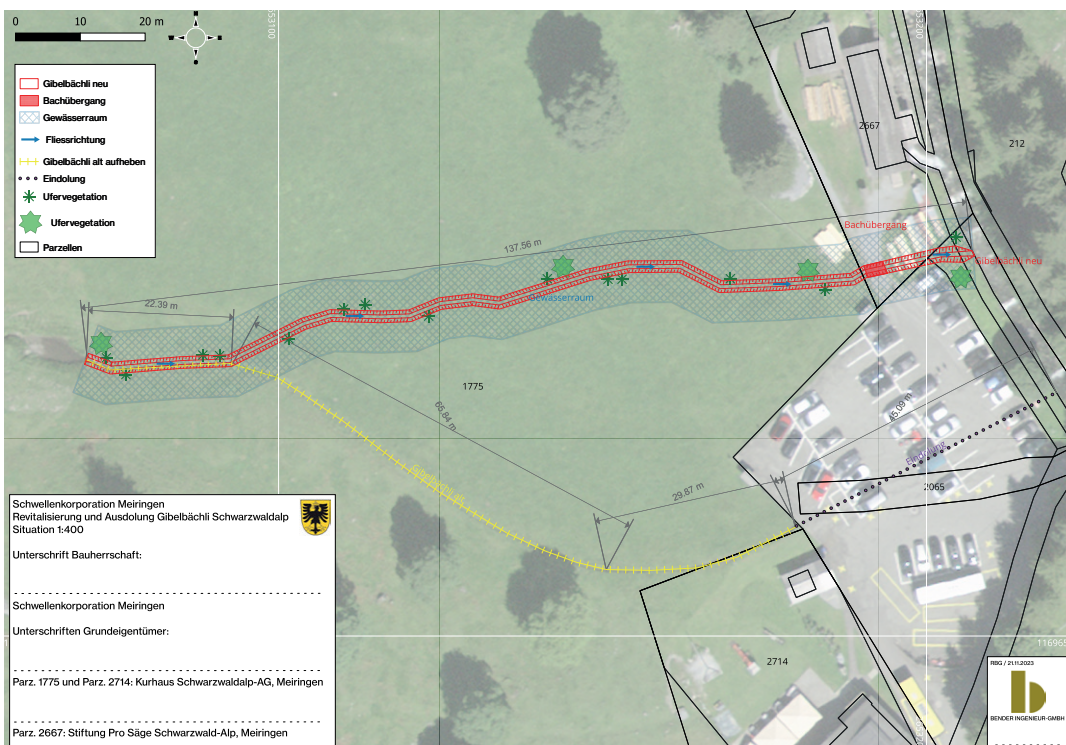 0 10 20 m
Gibelbächli neu
Bachübergang
Gewässerraum
Fliessrichtung
Gibelbächli alt aufheben
Eindolung
Ufervegetation
Ufervegetation
Parzellen
2667
212
Bachübergang
137.56 m
Gibelbächli neu
22.39 m
Gewässerraum
1775
65.84 m
45.09 m
Eindolung
2065
29.87 m
Gibelbächli alt
2714
116965
Schwellenkorporation Meiringen
Revitalisierung und Ausdolung Gibelbächli Schwarzwaldalp
Situation 1:400
Unterschrift Bauherrschaft:
Schwellenkorporation Meiringen
Unterschriften Grundeigentümer:
Parz. 1775 und Parz. 2714: Kurhaus Schwarzwaldalp-AG, Meiringen
Parz. 2667: Stiftung Pro Säge Schwarzwald-Alp, Meiringen
RBG / 21.11.2023
BENDER INGENIEUR-GMBH